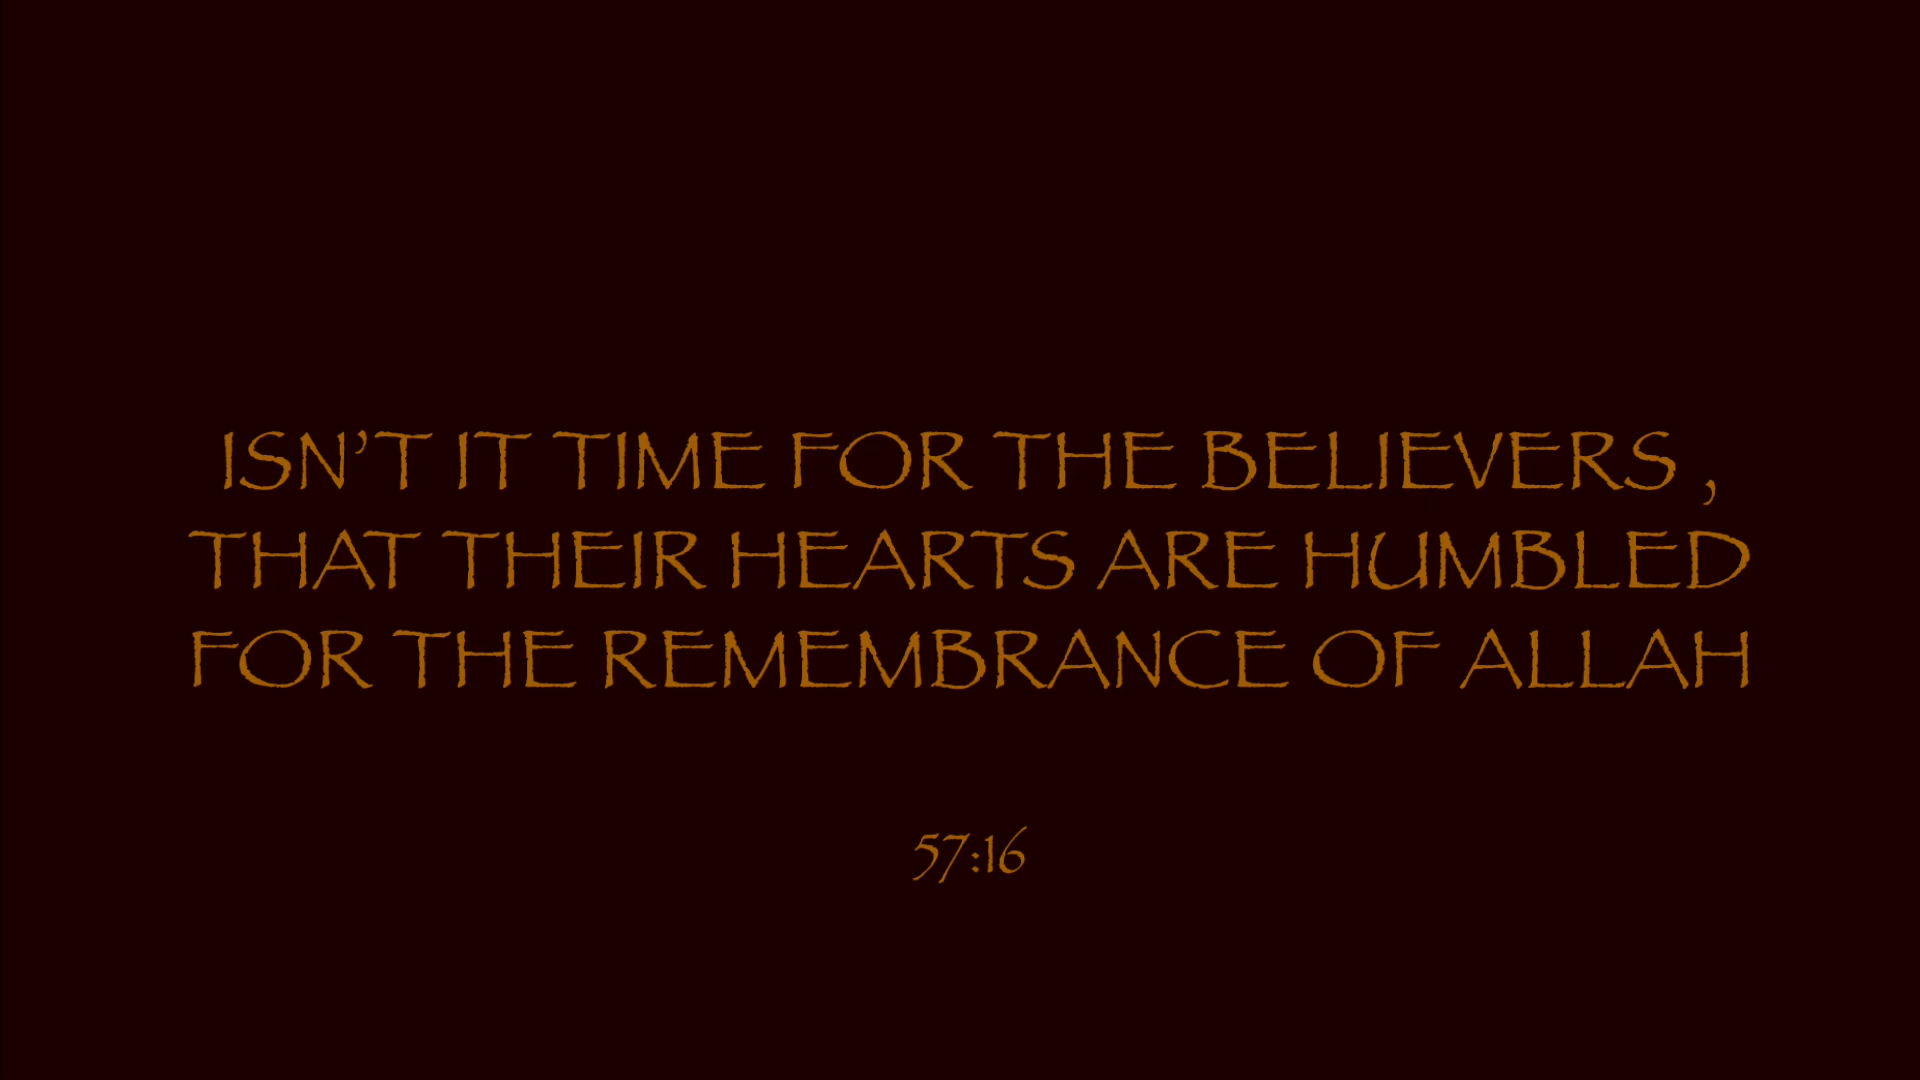 ISN’T IT TIME FOR THE BELIEVERS ,
THAT THEIR HEARTS ARE HUMBLED
FOR THE REMEMBRANCE OF ALLAH
57:16